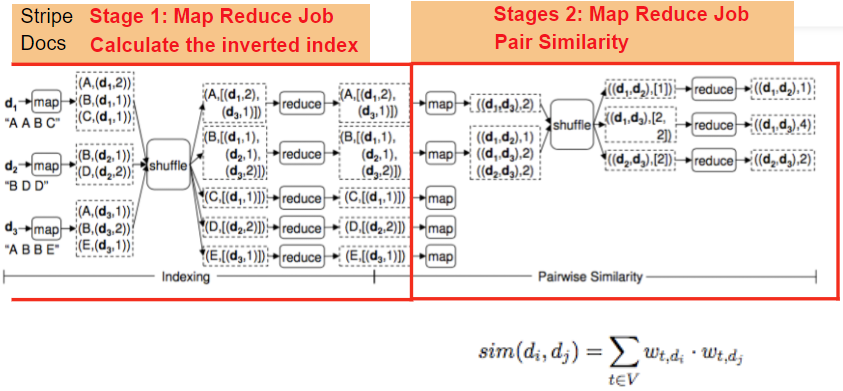 Stripe Stage 1: Map Reduce Job
Docs Calculate the inverted index
Stages 2: Map Reduce Job
Pair Similarity
d₁ map
"A A B C"
(A,(d₁,2))
(B,(d₁,1))
(C,(d₁,1))
d₂ map
"B D D"
(B,(d₂,1))
(D,(d₂,2))
d₃ map
"A B B E"
(A,(d₃,1))
(B,(d₃,2))
(E,(d₃,1))
shuffle
(A,[(d₁,2),
(d₃,1)])
reduce
(A,[(d₁,2),
(d₃,1)])
(B,[(d₁,1),
(d₂,1),
(d₃,2)])
reduce
(B,[(d₁,1),
(d₂,1),
(d₃,2)])
(C,[(d₁,1)]) reduce (C,[(d₁,1)])
(D,[(d₂,2)]) reduce (D,[(d₂,2)])
(E,[(d₃,1)]) reduce (E,[(d₃,1)])
map ((d₁,d₃),2)
map
((d₁,d₂),1)
((d₁,d₃),2)
((d₂,d₃),2)
map
map
map
shuffle
((d₁,d₂),[1]) reduce ((d₁,d₂),1)
((d₁,d₃),[2,
2])
reduce ((d₁,d₃),4)
((d₂,d₃),[2]) reduce ((d₂,d₃),2)
Indexing
Pairwise Similarity
sim(dᵢ, dⱼ) = ∑ w_{t,dᵢ} · w_{t,dⱼ}
t∈V